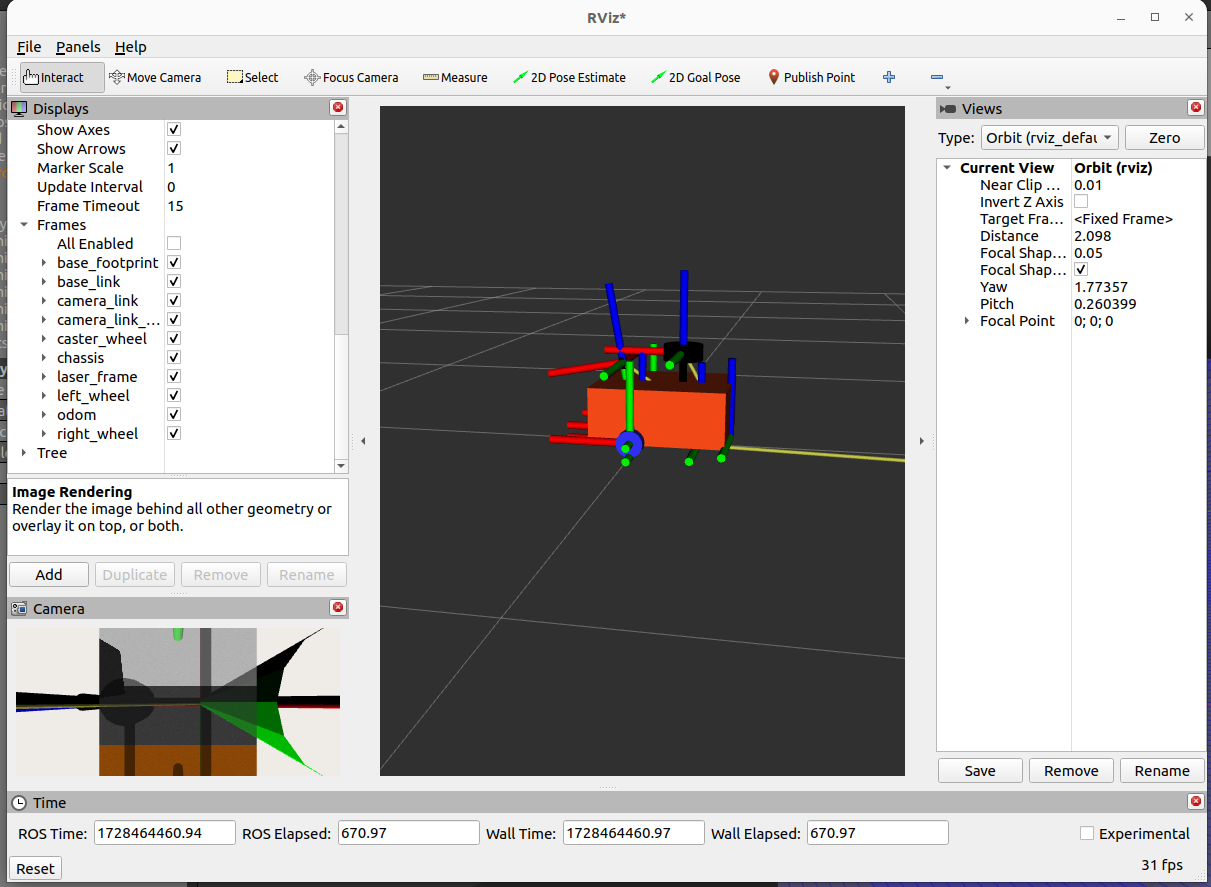 RViz*
File Panels Help
Interact Move Camera Select Focus Camera Measure 2D Pose Estimate 2D Goal Pose Publish Point
Displays
Show Axes
Show Arrows
Marker Scale 1
Update Interval 0
Frame Timeout 15
Frames
All Enabled
base_footprint
base_link
camera_link
camera_link_...
caster_wheel
chassis
laser_frame
left_wheel
odom
right_wheel
Tree
Image Rendering
Render the image behind all other geometry or
overlay it on top, or both.
Add Duplicate Remove Rename
Camera
Views
Type: Orbit (rviz_defau Zero
Current View Orbit (rviz)
Near Clip ... 0.01
Invert Z Axis
Target Fra... <Fixed Frame>
Distance 2.098
Focal Shap... 0.05
Focal Shap...
Yaw 1.77357
Pitch 0.260399
Focal Point 0; 0; 0
Save Remove Rename
Time
ROS Time: 1728464460.94 ROS Elapsed: 670.97 Wall Time: 1728464460.97 Wall Elapsed: 670.97 Experimental
Reset 31 fps